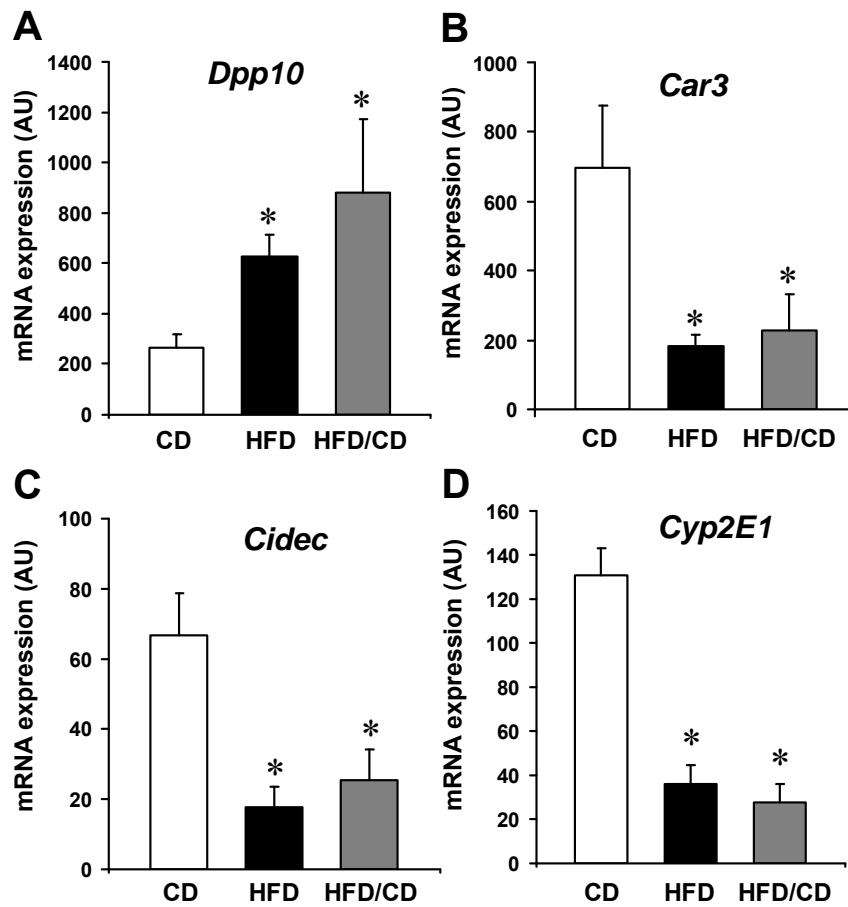 A
Dpp10
mRNA expression (AU)
1400
1200
1000
800
600
400
200
0
*
*
CD HFD HFD/CD
B
Car3
mRNA expression (AU)
1000
800
600
400
200
0
*
*
CD HFD HFD/CD
C
Cidec
mRNA expression (AU)
100
80
60
40
20
0
*
*
CD HFD HFD/CD
D
Cyp2E1
mRNA expression (AU)
160
140
120
100
80
60
40
20
0
*
*
CD HFD HFD/CD